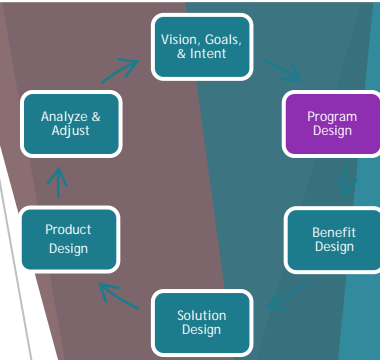 Vision, Goals,
& Intent
Program
Design
Benefit
Design
Solution
Design
Product
Design
Analyze &
Adjust